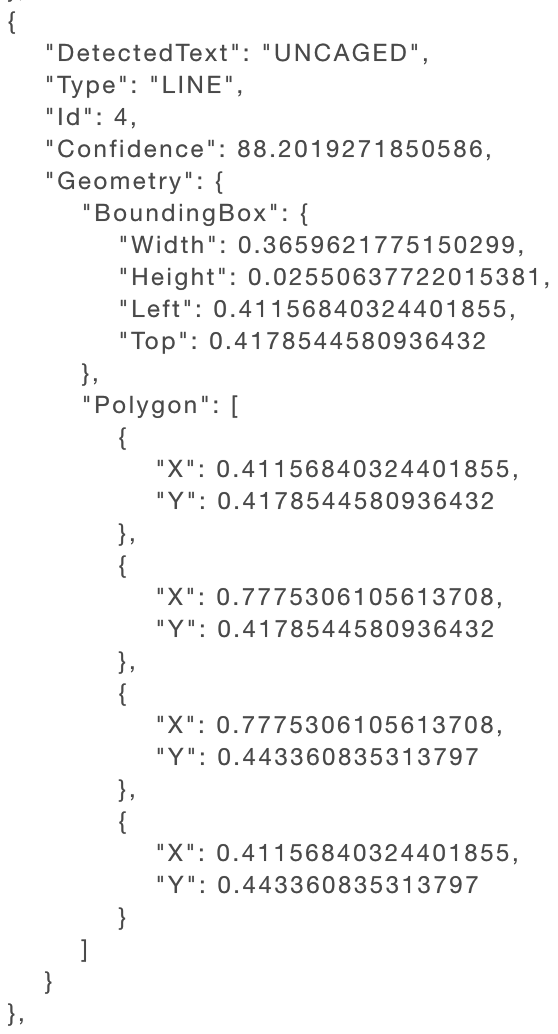 {
"DetectedText": "UNCAGED",
"Type": "LINE",
"Id": 4,
"Confidence": 88.2019271850586,
"Geometry": {
"BoundingBox": {
"Width": 0.3659621775150299,
"Height": 0.02550637722015381,
"Left": 0.41156840324401855,
"Top": 0.4178544580936432
},
"Polygon": [
{
"X": 0.41156840324401855,
"Y": 0.4178544580936432
},
{
"X": 0.7775306105613708,
"Y": 0.4178544580936432
},
{
"X": 0.7775306105613708,
"Y": 0.443360835313797
},
{
"X": 0.41156840324401855,
"Y": 0.443360835313797
}
]
}
},